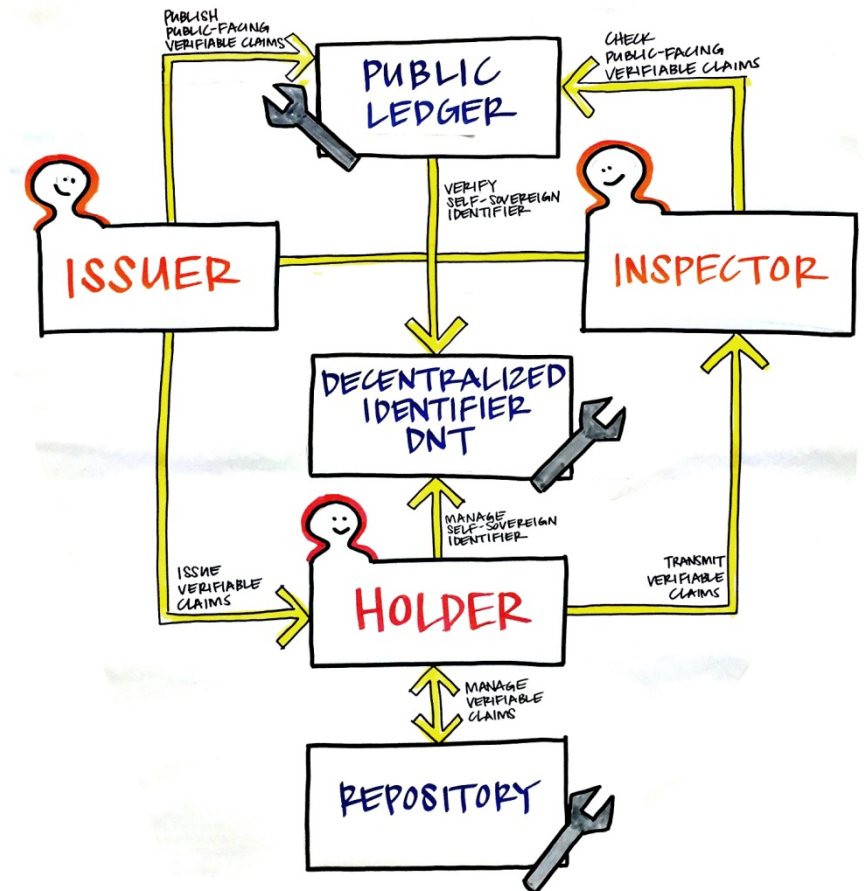 PUBLISH
PUBLIC-FACING
VERIFIABLE CLAIMS
PUBLIC
LEDGER
CHECK
PUBLIC-FACING
VERIFIABLE CLAIMS
VERIFY
SELF-SOVEREIGN
IDENTIFIER
ISSUER
INSPECTOR
DECENTRALIZED
IDENTIFIER
DNT
MANAGE
SELF-SOVEREIGN
IDENTIFIER
ISSUE
VERIFIABLE
CLAIMS
HOLDER
TRANSMIT
VERIFIABLE
CLAIMS
MANAGE
VERIFIABLE
CLAIMS
REPOSITORY